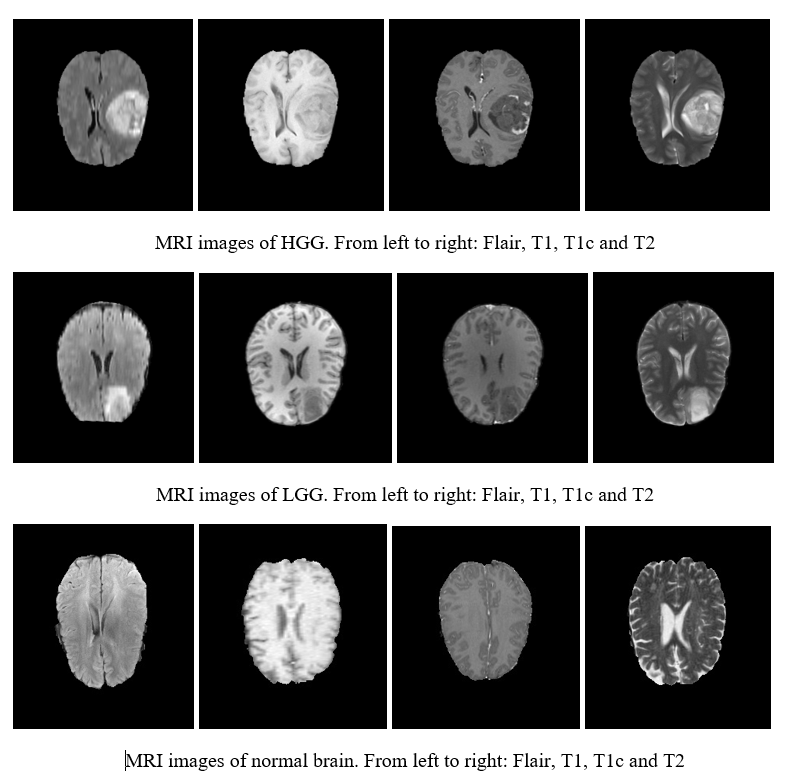 MRI images of HGG. From left to right: Flair, T1, T1c and T2
MRI images of LGG. From left to right: Flair, T1, T1c and T2
MRI images of normal brain. From left to right: Flair, T1, T1c and T2